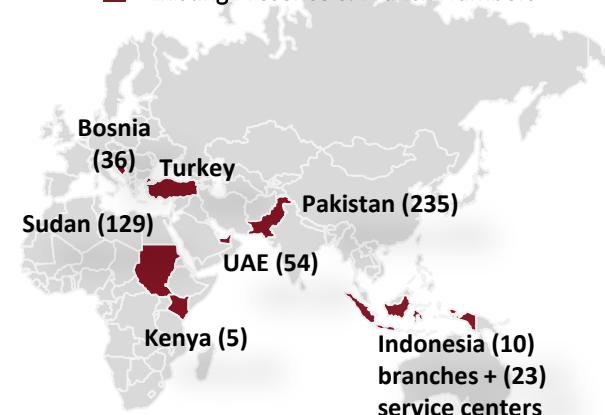 Bosnia
(36)
Turkey
Pakistan (235)
Sudan (129)
UAE (54)
Kenya (5)
Indonesia (10)
branches + (23)
service centers